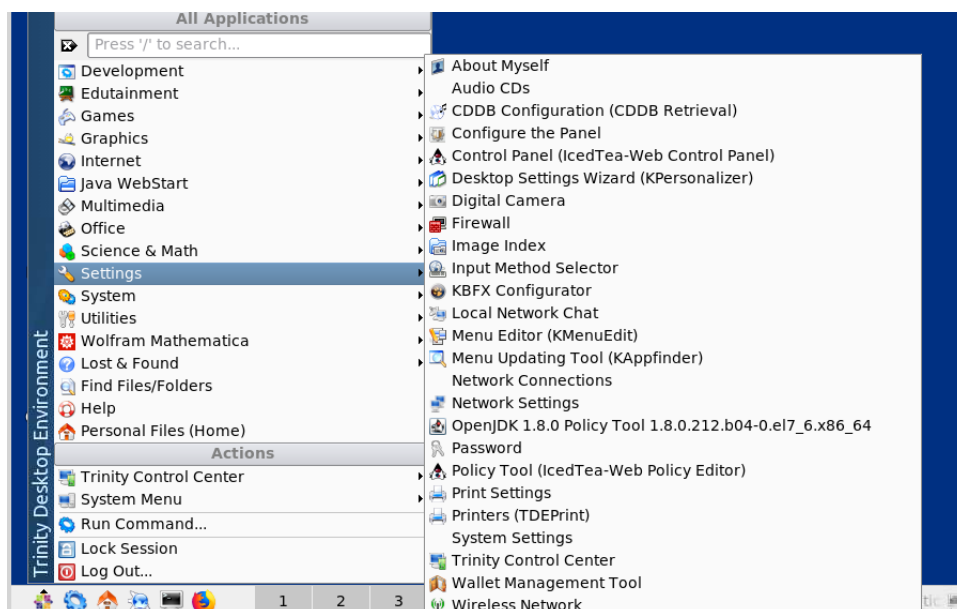 All Applications
Press '/' to search...
Development
Edutainment
Games
Graphics
Internet
Java WebStart
Multimedia
Office
Science & Math
Settings
System
Utilities
Wolfram Mathematica
Lost & Found
Find Files/Folders
Help
Personal Files (Home)
Actions
Trinity Control Center
System Menu
Run Command...
Lock Session
Log Out...
Trinity Desktop Environment
About Myself
Audio CDs
CDDB Configuration (CDDB Retrieval)
Configure the Panel
Control Panel (IcedTea-Web Control Panel)
Desktop Settings Wizard (KPersonalizer)
Digital Camera
Firewall
Image Index
Input Method Selector
KBFX Configurator
Local Network Chat
Menu Editor (KMenuEdit)
Menu Updating Tool (KAppfinder)
Network Connections
Network Settings
OpenJDK 1.8.0 Policy Tool 1.8.0.212.b04-0.el7_6.x86_64
Password
Policy Tool (IcedTea-Web Policy Editor)
Print Settings
Printers (TDEPrint)
System Settings
Trinity Control Center
Wallet Management Tool
Wireless Network
1 2 3